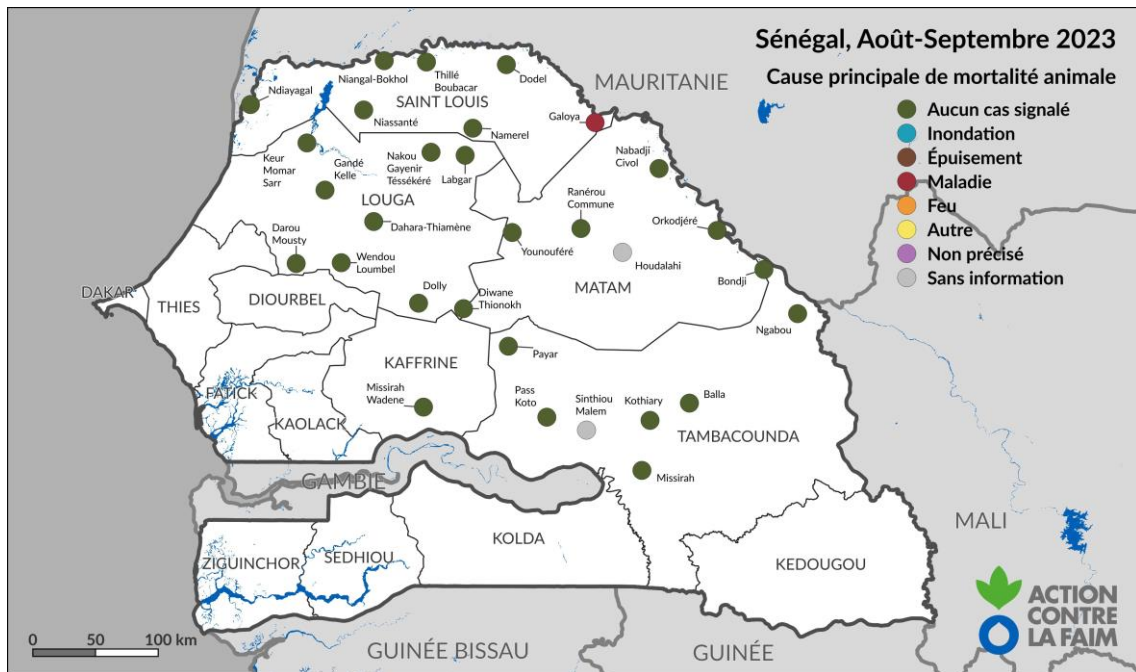 Sénégal, Août-Septembre 2023
Cause principale de mortalité animale
Aucun cas signalé
Inondation
Épuisement
Maladie
Feu
Autre
Non précisé
Sans information
MAURITANIE
Niangal-Bokhol
Thillé
Boubacar
Dodel
Ndiayagal
SAINT LOUIS
Niassanté
Namerel
Galoya
Keur
Momar
Sarr
Gandé
Kelle
Nakou
Gayenir
Téssékéré
Labgar
Nabadji
Civol
LOUGA
Ranérou
Commune
Dahara-Thiamène
Orkodjéré
Darou
Mousty
Wendou
Loumbel
Younouféré
Houdalahi
Bondji
DAKAR
THIES
DIOURBEL
Dolly
Diwane
Thionokh
MATAM
Ngabou
KAFFRINE
Payar
FATICK
Missirah
Wadene
Pass
Koto
Sinthiou
Malem
Kothiary
Balla
KAOLACK
TAMBACOUNDA
Missirah
GAMBIE
MALI
KOLDA
ZIGUINCHOR
SEDHIOU
KEDOUGOU
GUINÉE BISSAU
GUINÉE
0 50 100 km
ACTION
CONTRE
LA FAIM